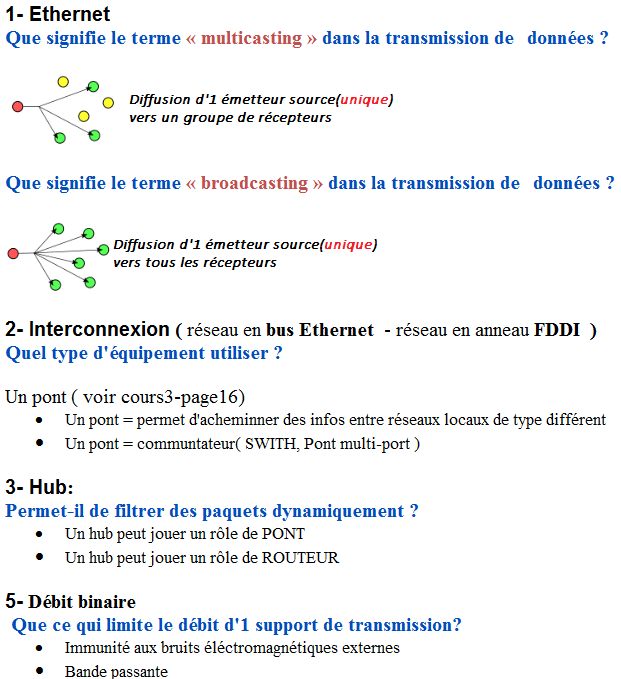 1- Ethernet
Que signifie le terme « multicasting » dans la transmission de données ?
Diffusion d'1 émetteur source(unique)
vers un groupe de récepteurs
Que signifie le terme « broadcasting » dans la transmission de données ?
Diffusion d'1 émetteur source(unique)
vers tous les récepteurs
2- Interconnexion ( réseau en bus Ethernet - réseau en anneau FDDI )
Quel type d'équipement utiliser ?
Un pont ( voir cours3-page16)
• Un pont = permet d'acheminner des infos entre réseaux locaux de type différent
• Un pont = communtateur( SWITH, Pont multi-port )
3- Hub:
Permet-il de filtrer des paquets dynamiquement ?
• Un hub peut jouer un rôle de PONT
• Un hub peut jouer un rôle de ROUTEUR
5- Débit binaire
Que ce qui limite le débit d'1 support de transmission?
• Immunité aux bruits éléctromagnétiques externes
• Bande passante